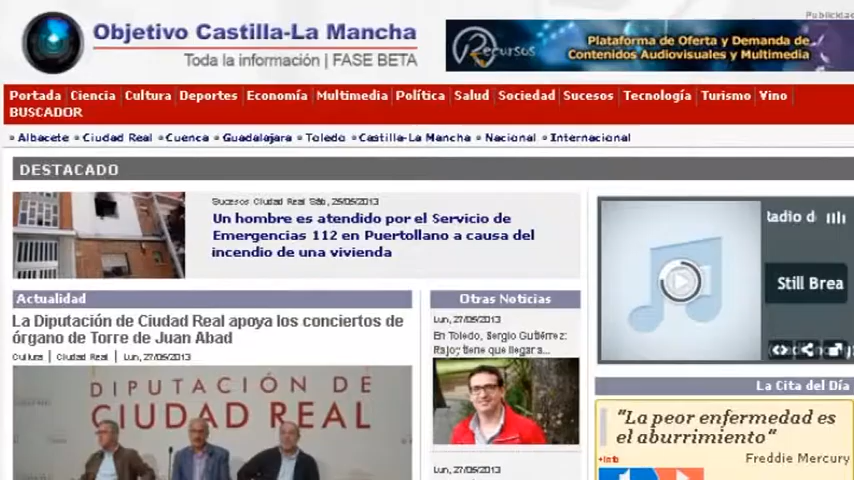 Publicidad
Objetivo Castilla-La Mancha
Toda la información | FASE BETA
Recursos
Plataforma de Oferta y Demanda de
Contenidos Audiovisuales y Multimedia
Portada Ciencia Cultura Deportes Economía Multimedia Política Salud Sociedad Sucesos Tecnología Turismo Vino
BUSCADOR
Albacete Ciudad Real Cuenca Guadalajara Toledo Castilla-La Mancha Nacional Internacional
DESTACADO
Sucesos Ciudad Real Sáb, 25/05/2013
Un hombre es atendido por el Servicio de
Emergencias 112 en Puertollano a causa del
incendio de una vivienda
Actualidad
La Diputación de Ciudad Real apoya los conciertos de
órgano de Torre de Juan Abad
Cultura | Ciudad Real | Lun, 27/05/2013
DIPUTACIÓN DE
CIUDAD REAL
Otras Noticias
Lun, 27/05/2013
En Toledo, Sergio Gutiérrez:
Rajoy tiene que llegar a...
Lun, 27/05/2013
Still Brea
La Cita del Día
"La peor enfermedad es
el aburrimiento"
Freddie Mercury
+info